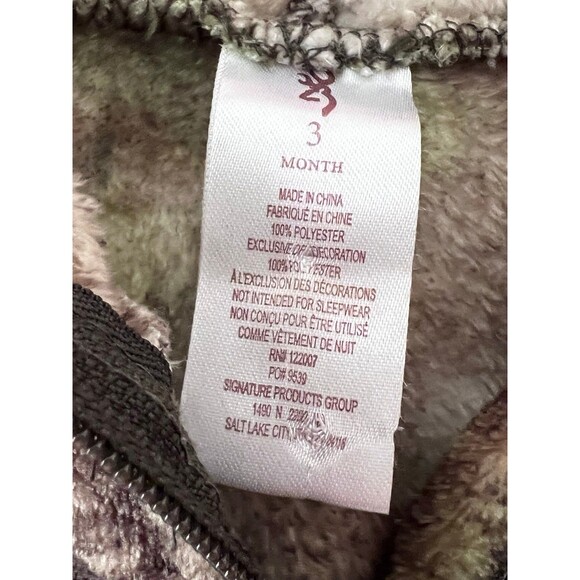 3
MONTH
MADE IN CHINA
FABRIQUÉ EN CHINE
100% POLYESTER
EXCLUSIVE OF DECORATION
100% POLYESTER
À L'EXCLUSION DES DÉCORATIONS
NOT INTENDED FOR SLEEPWEAR
NON CONÇU POUR ÊTRE UTILISÉ
COMME VÊTEMENT DE NUIT
RN# 122007
PO# 9539
SIGNATURE PRODUCTS GROUP
1490 N
SALT LAKE CITY,